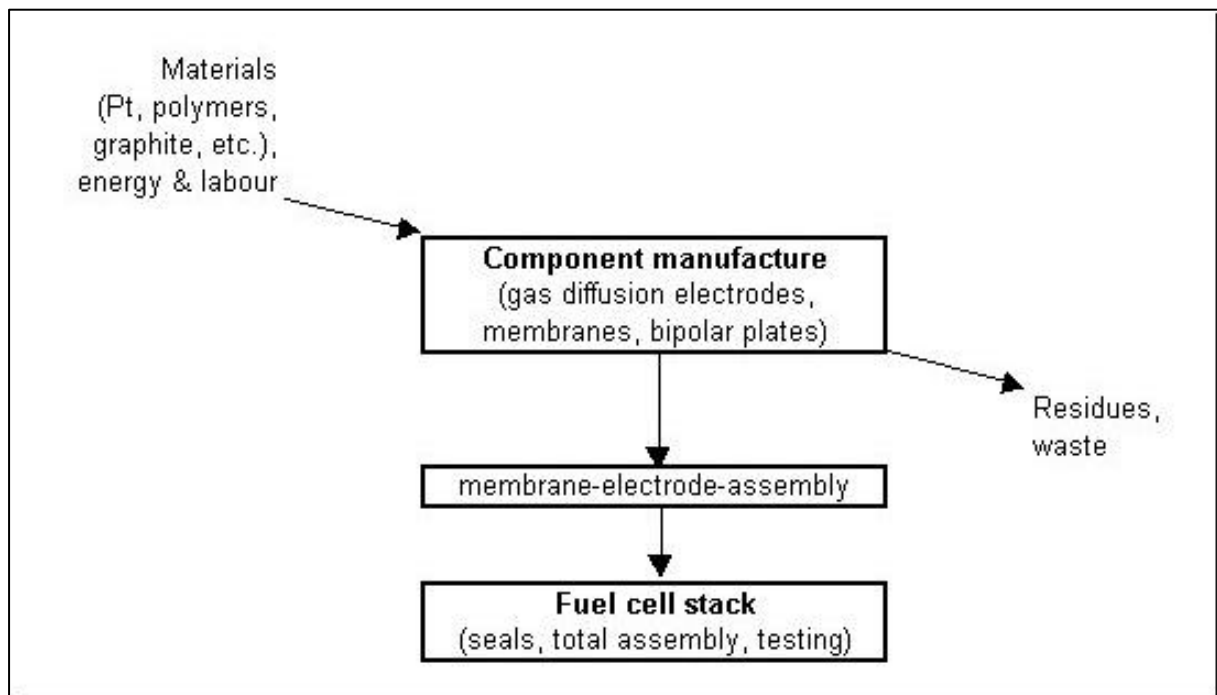 Materials
(Pt, polymers,
graphite, etc.),
energy & labour
Component manufacture
(gas diffusion electrodes,
membranes, bipolar plates)
Residues,
waste
membrane-electrode-assembly
Fuel cell stack
(seals, total assembly, testing)